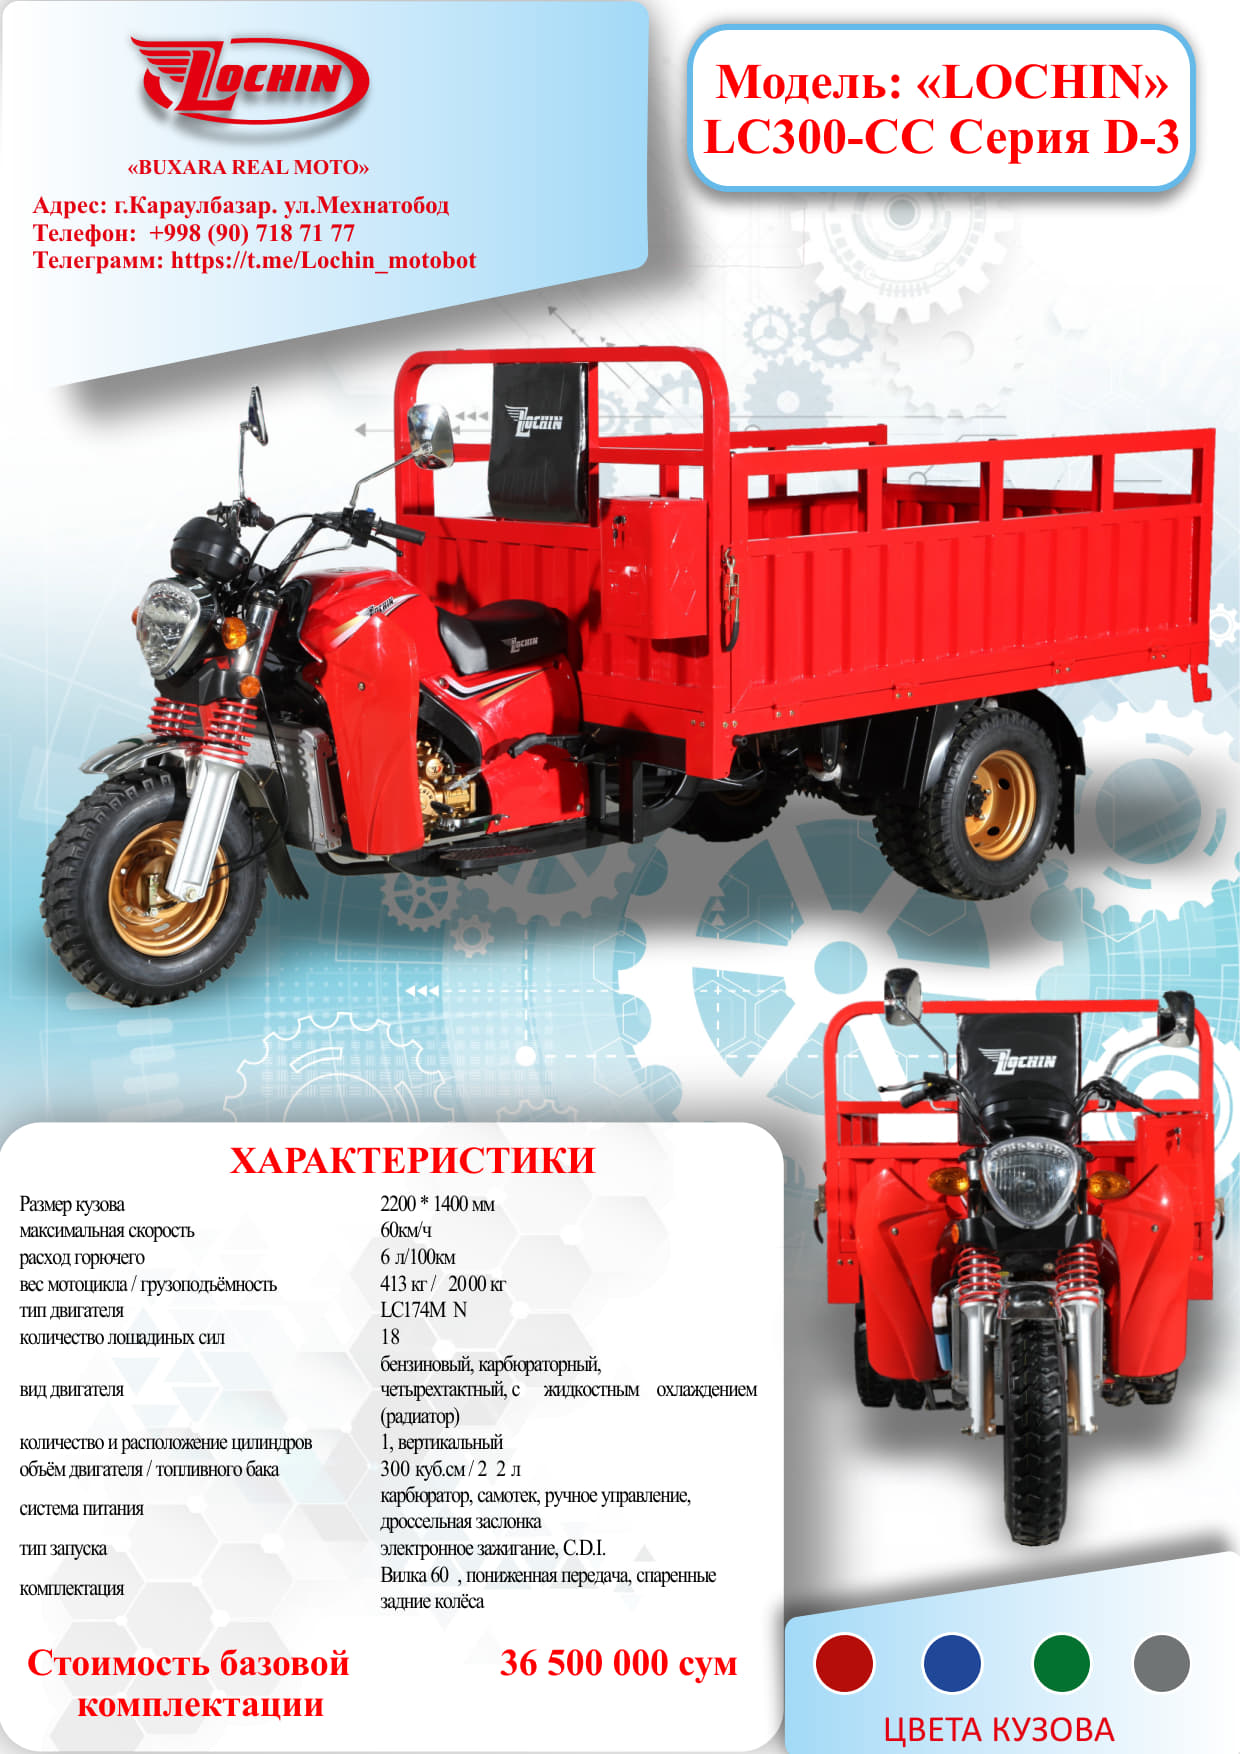 LOCHIN
«BUXARA REAL MOTO»
Адрес: г.Караулбазар. ул.Мехнатобод
Телефон: +998 (90) 718 71 77
Телеграмм: https://t.me/Lochin_motobot
Модель: «LOCHIN»
LC300-CC Серия D-3
LOCHIN
LOCHIN
LOCHIN
LOCHIN
ХАРАКТЕРИСТИКИ
Размер кузова 2200 * 1400 мм
максимальная скорость 60км/ч
расход горючего 6 л/100км
вес мотоцикла / грузоподъёмность 413 кг / 2000 кг
тип двигателя LC174M N
количество лошадиных сил 18
бензиновый, карбюраторный,
вид двигателя четырехтактный, с жидкостным охлаждением
(радиатор)
количество и расположение цилиндров 1, вертикальный
объём двигателя / топливного бака 300 куб.см / 2 2 л
система питания карбюратор, самотек, ручное управление,
дроссельная заслонка
тип запуска электронное зажигание, C.D.I.
комплектация Вилка 60 , пониженная передача, спаренные
задние колёса
Стоимость базовой 36 500 000 сум
комплектации
ЦВЕТА КУЗОВА